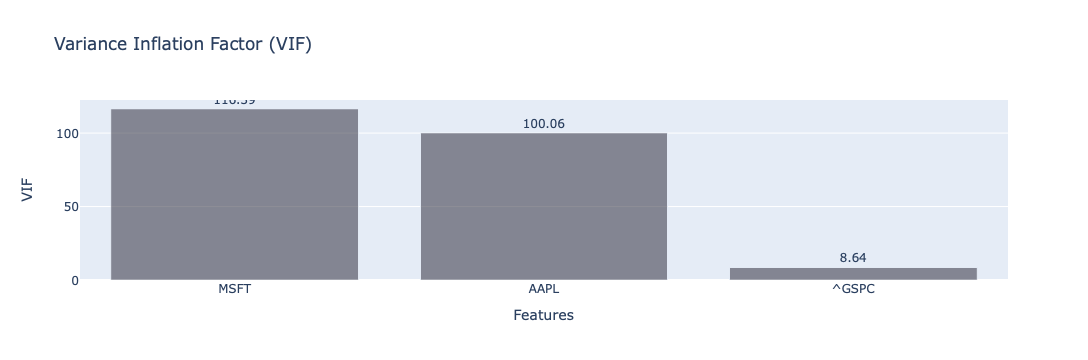 Variance Inflation Factor (VIF)
100.06
100
VIF
50
8.64
0
MSFT
AAPL
^GSPC
Features